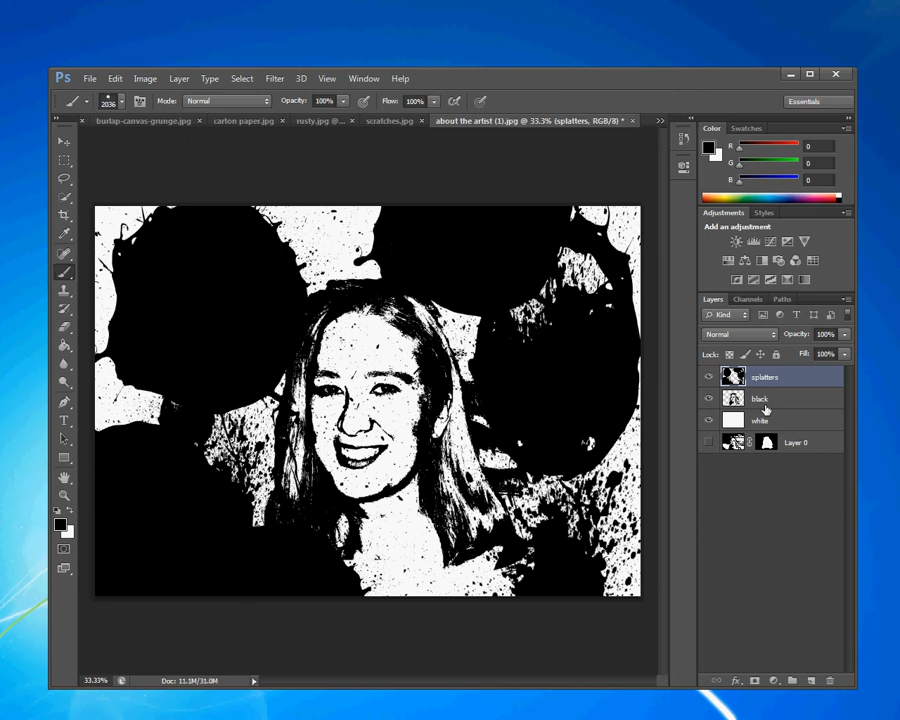 Ps File Edit Image Layer Type Select Filter 3D View Window Help
2036 Mode: Normal Opacity: 100% Flow: 100% Essentials
burlap-canvas-grunge.jpg × carton paper.jpg × rusty.jpg @... × scratches.jpg × about the artist (1).jpg @ 33.3% (splatters, RGB/8) * ×
Color Swatches
R 0
G 0
B 0
Adjustments Styles
Add an adjustment
Layers Channels Paths
Kind
Normal Opacity: 100%
Lock: Fill: 100%
splatters
black
white
Layer 0
33.33% Doc: 11.1M/31.0M
fx